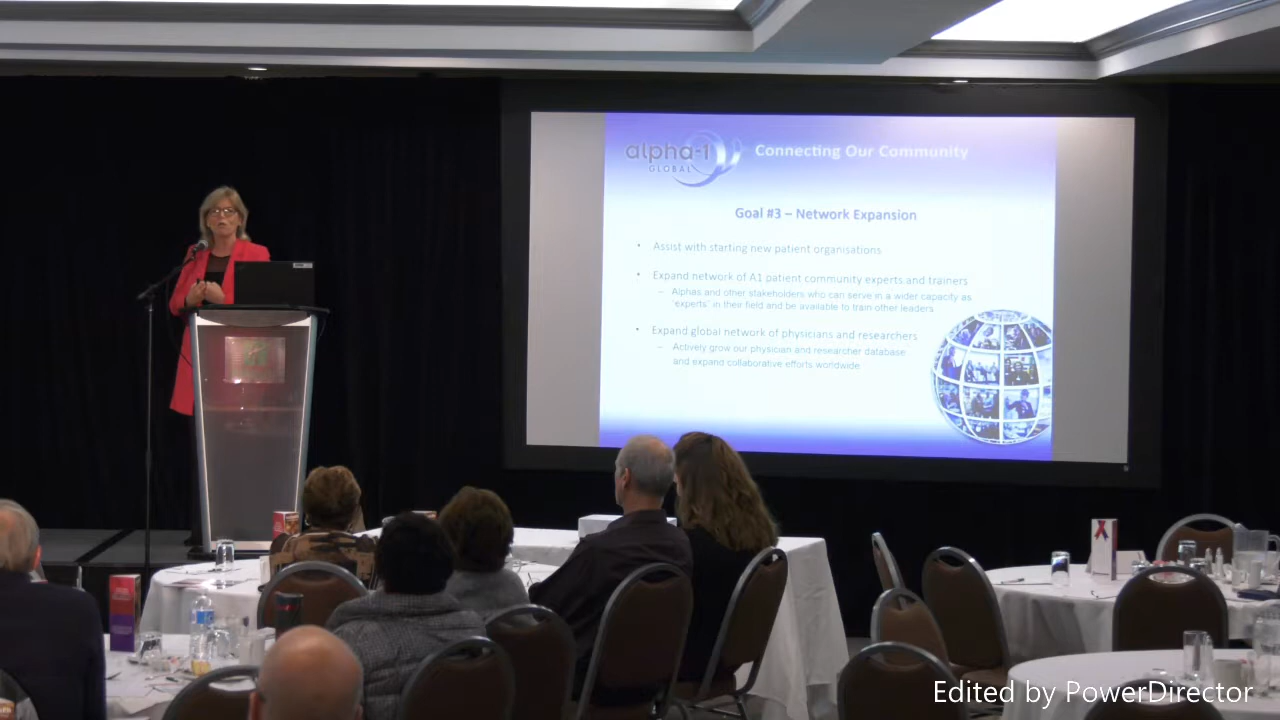 alpha-1
GLOBAL
Connecting Our Community
Goal #3 – Network Expansion
• Assist with starting new patient organisations
• Expand network of A1 patient community experts and trainers
– Alphas and other stakeholders who can serve in a wider capacity as
"experts" in their field and be available to train other leaders
• Expand global network of physicians and researchers
– Actively grow our physician and researcher database
and expand collaborative efforts worldwide
Edited by PowerDirector